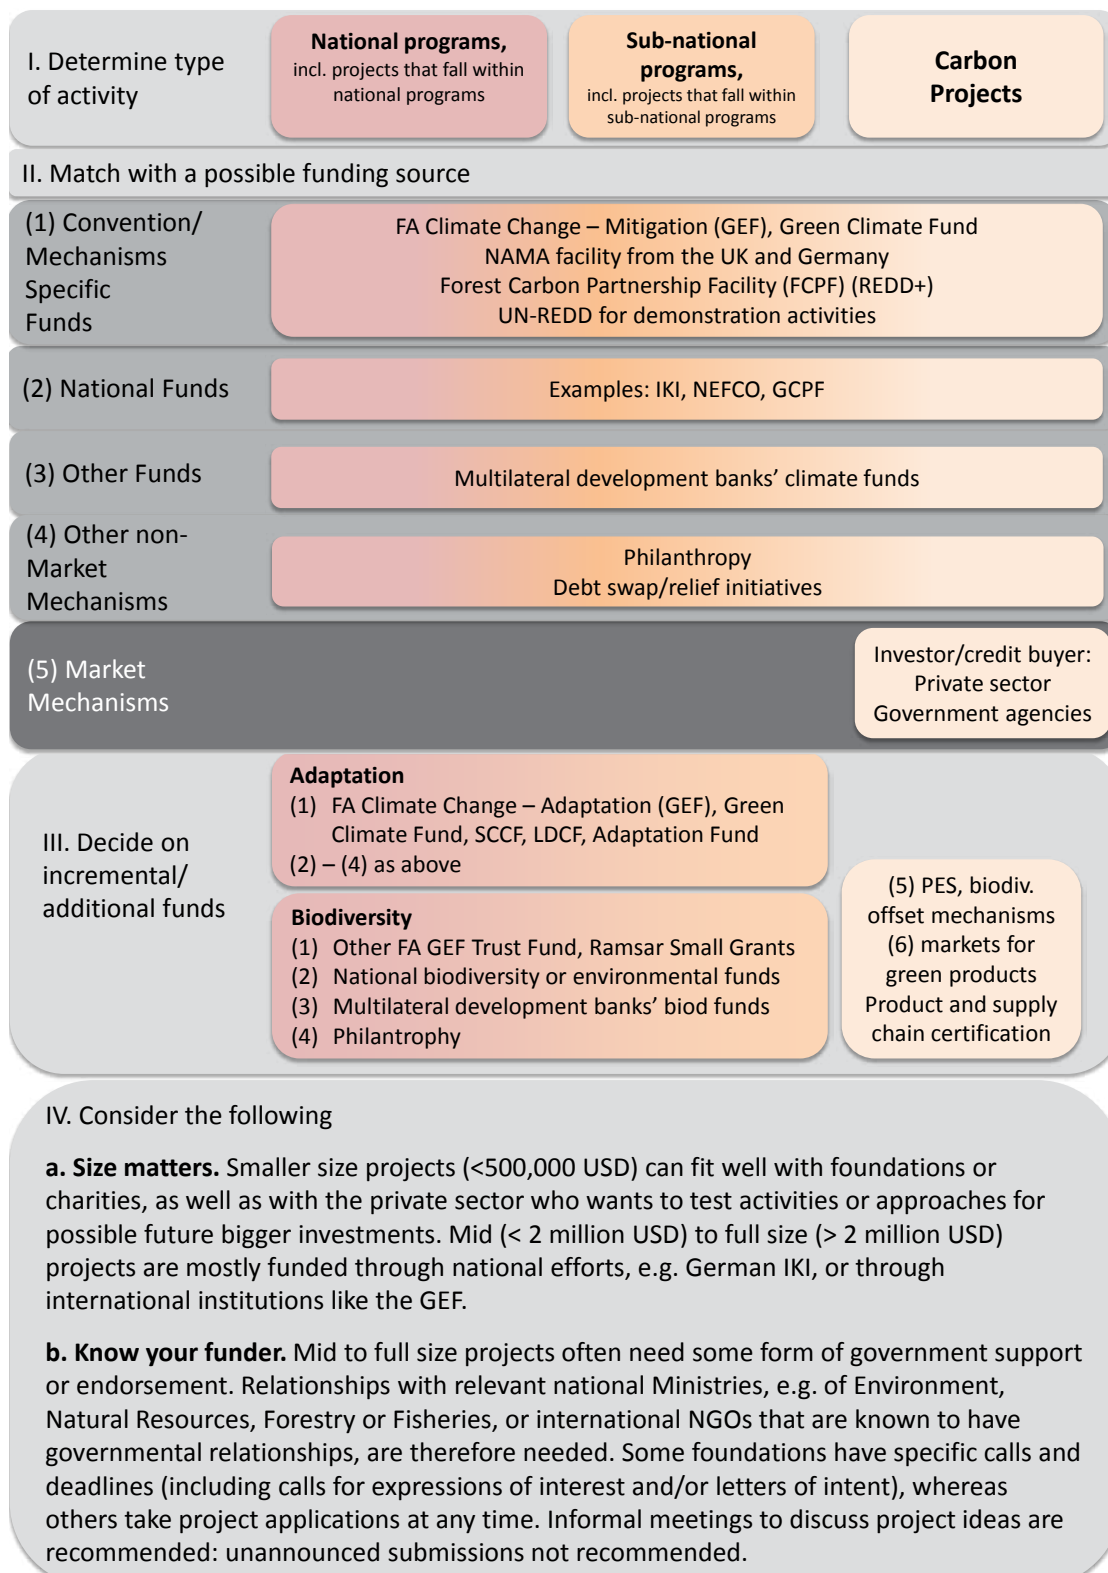 I. Determine type
of activity
National programs,
incl. projects that fall within
national programs
Sub-national
programs,
incl. projects that fall within
sub-national programs
Carbon
Projects
II. Match with a possible funding source
(1) Convention/
Mechanisms
Specific
Funds
FA Climate Change – Mitigation (GEF), Green Climate Fund
NAMA facility from the UK and Germany
Forest Carbon Partnership Facility (FCPF) (REDD+)
UN-REDD for demonstration activities
(2) National Funds
Examples: IKI, NEFCO, GCPF
(3) Other Funds
Multilateral development banks’ climate funds
(4) Other non-
Market
Mechanisms
Philanthropy
Debt swap/relief initiatives
(5) Market
Mechanisms
Investor/credit buyer:
Private sector
Government agencies
III. Decide on
incremental/
additional funds
Adaptation
(1) FA Climate Change – Adaptation (GEF), Green
Climate Fund, SCCF, LDCF, Adaptation Fund
(2) – (4) as above
Biodiversity
(1) Other FA GEF Trust Fund, Ramsar Small Grants
(2) National biodiversity or environmental funds
(3) Multilateral development banks’ biod funds
(4) Philantrophy
(5) PES, biodiv.
offset mechanisms
(6) markets for
green products
Product and supply
chain certification
IV. Consider the following
a. Size matters. Smaller size projects (<500,000 USD) can fit well with foundations or
charities, as well as with the private sector who wants to test activities or approaches for
possible future bigger investments. Mid (< 2 million USD) to full size (> 2 million USD)
projects are mostly funded through national efforts, e.g. German IKI, or through
international institutions like the GEF.
b. Know your funder. Mid to full size projects often need some form of government support
or endorsement. Relationships with relevant national Ministries, e.g. of Environment,
Natural Resources, Forestry or Fisheries, or international NGOs that are known to have
governmental relationships, are therefore needed. Some foundations have specific calls and
deadlines (including calls for expressions of interest and/or letters of intent), whereas
others take project applications at any time. Informal meetings to discuss project ideas are
recommended: unannounced submissions not recommended.